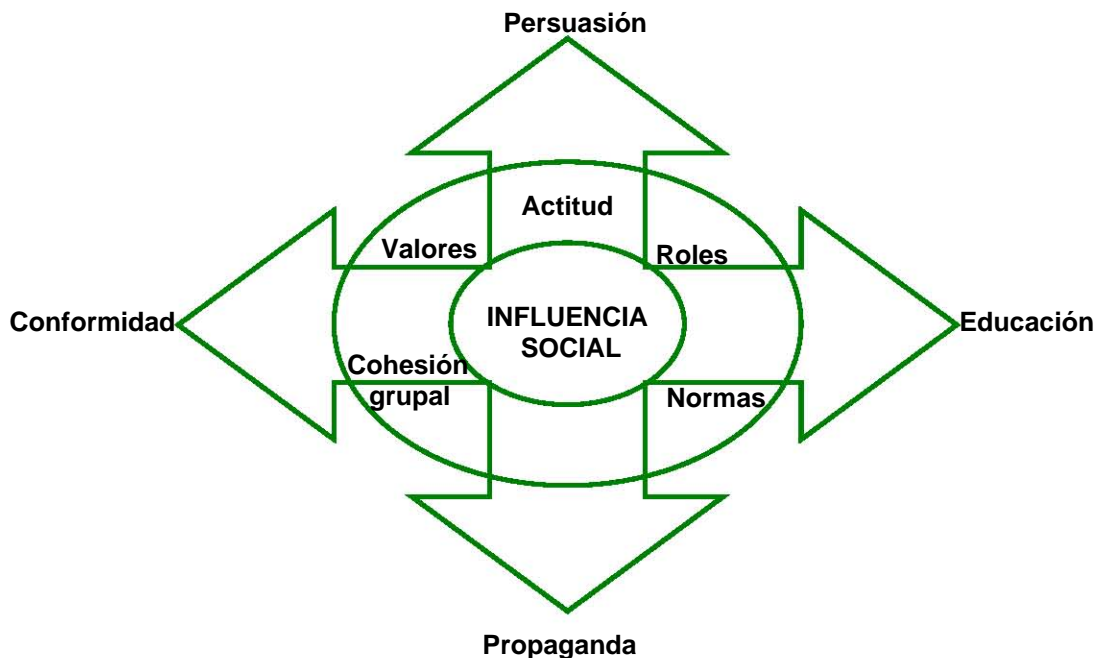 Persuasión
Actitud
Valores
Roles
Conformidad
INFLUENCIA
SOCIAL
Educación
Cohesión
grupal
Normas
Propaganda